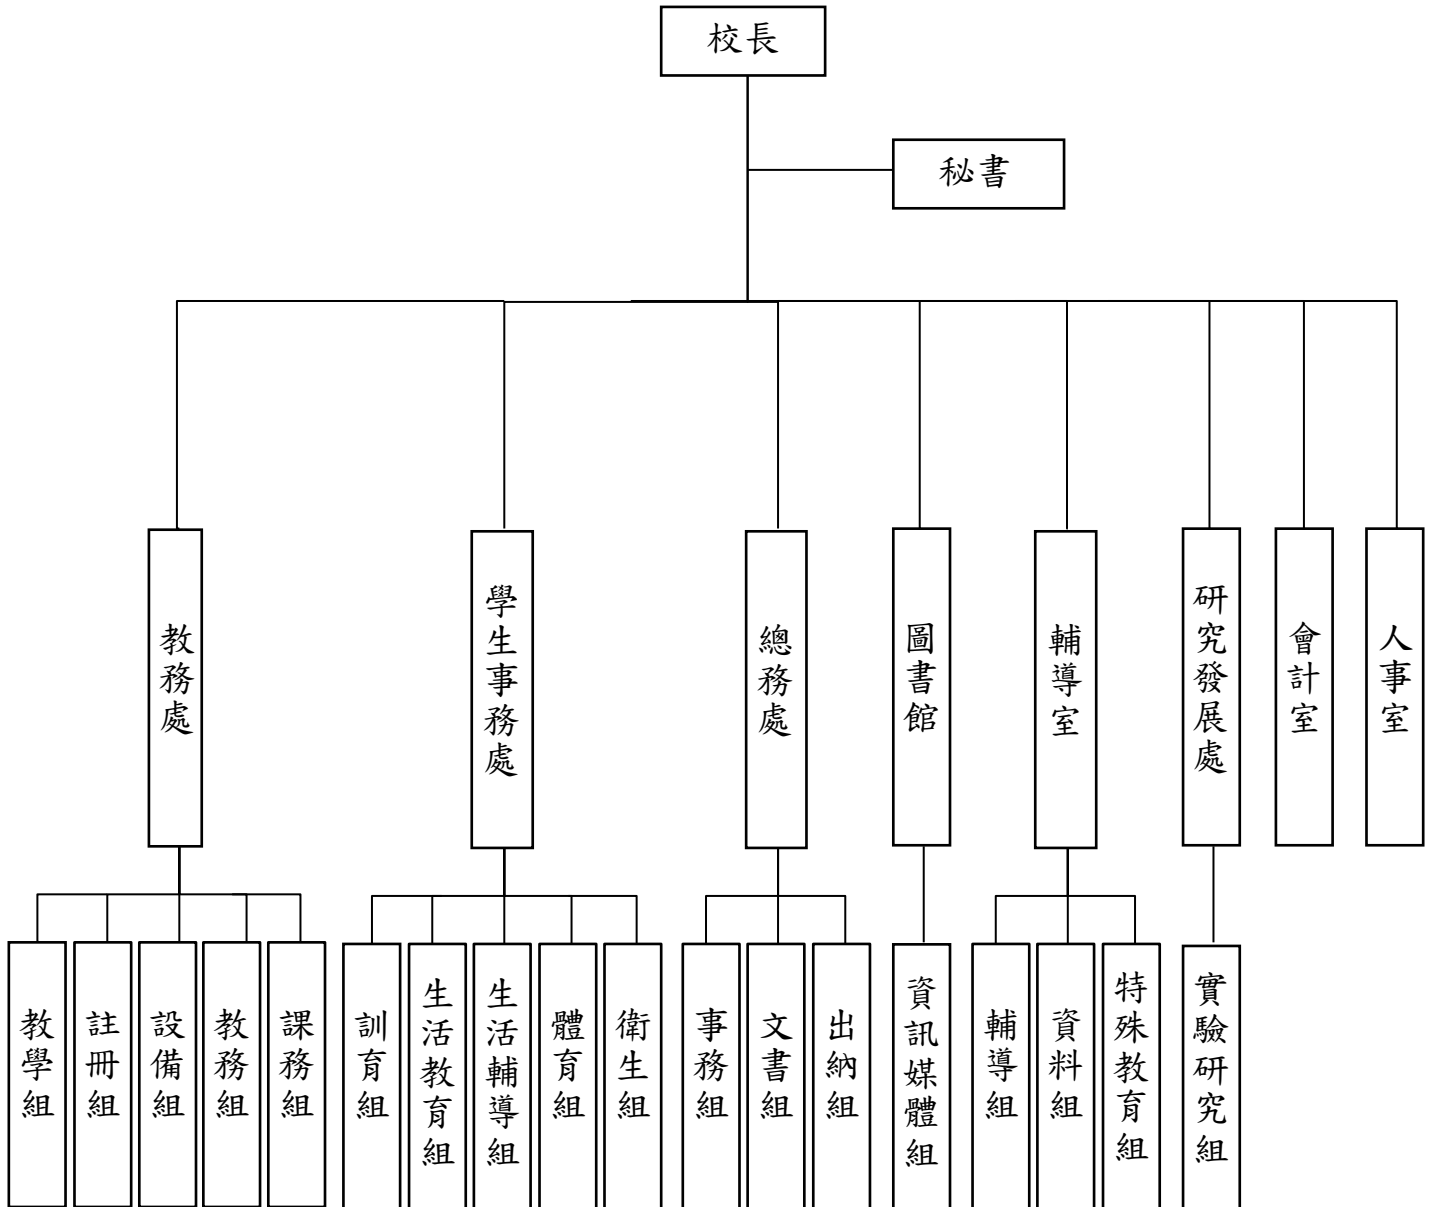 校長
秘書
教務處
學生事務處
總務處
圖書館
輔導室
研究發展處
會計室
人事室
教學組
註冊組
設備組
教務組
課務組
訓育組
生活教育組
生活輔導組
體育組
衛生組
事務組
文書組
出納組
資訊媒體組
輔導組
資料組
特殊教育組
實驗研究組